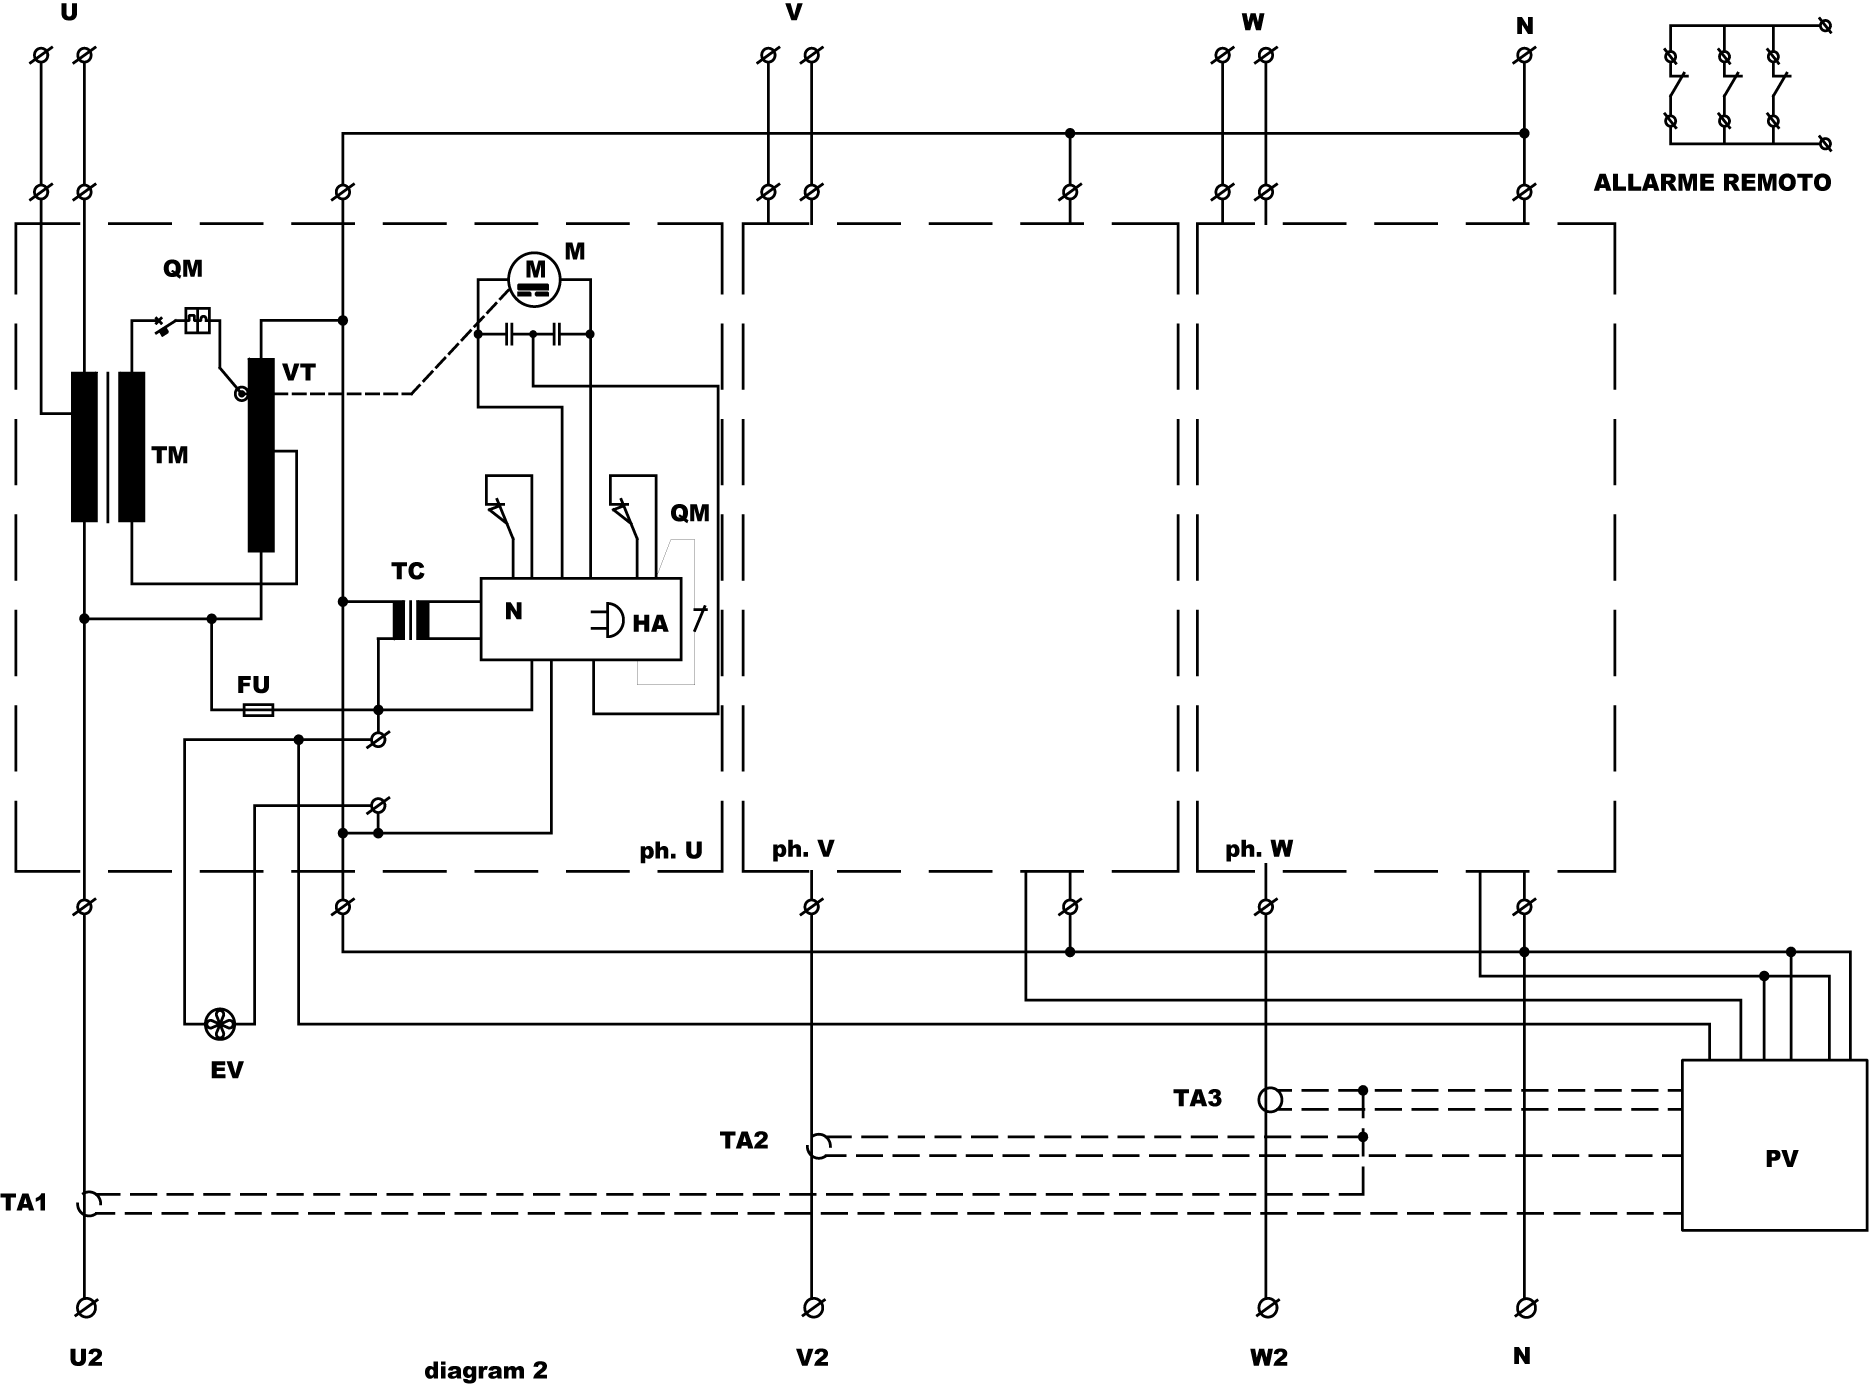 U
V
W
N
ALLARME REMOTO
QM
M
M
VT
TM
QM
TC
N
HA
FU
ph. U
ph. V
ph. W
EV
TA3
TA2
PV
TA1
U2
V2
W2
N
diagram 2